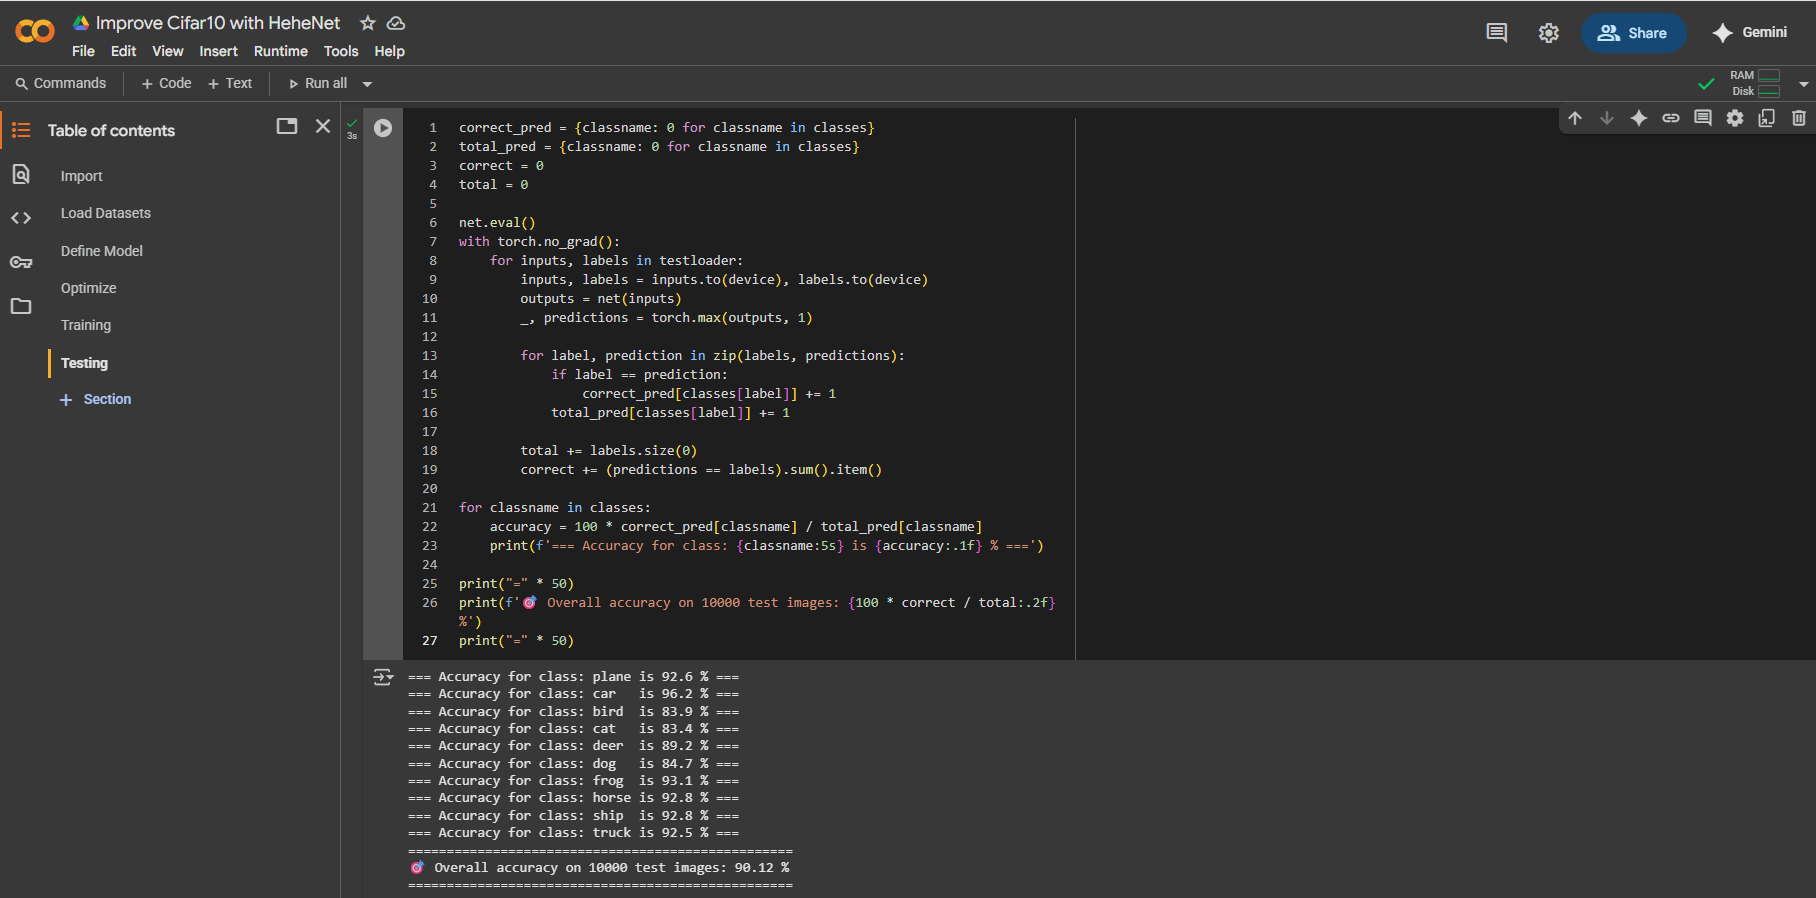 Improve Cifar10 with HeheNet
File Edit View Insert Runtime Tools Help
Share
Gemini
Commands + Code + Text Run all
RAM
Disk
Table of contents
Import
Load Datasets
Define Model
Optimize
Training
Testing
+ Section
3s
1 correct_pred = {classname: 0 for classname in classes}
2 total_pred = {classname: 0 for classname in classes}
3 correct = 0
4 total = 0
5
6 net.eval()
7 with torch.no_grad():
8     for inputs, labels in testloader:
9         inputs, labels = inputs.to(device), labels.to(device)
10         outputs = net(inputs)
11         _, predictions = torch.max(outputs, 1)
12
13         for label, prediction in zip(labels, predictions):
14             if label == prediction:
15                 correct_pred[classes[label]] += 1
16             total_pred[classes[label]] += 1
17
18         total += labels.size(0)
19         correct += (predictions == labels).sum().item()
20
21 for classname in classes:
22     accuracy = 100 * correct_pred[classname] / total_pred[classname]
23     print(f'=== Accuracy for class: {classname:5s} is {accuracy:.1f} % ===')
24
25 print("=" * 50)
26 print(f'🎯 Overall accuracy on 10000 test images: {100 * correct / total:.2f}
%')
27 print("=" * 50)
=== Accuracy for class: plane is 92.6 % ===
=== Accuracy for class: car   is 96.2 % ===
=== Accuracy for class: bird  is 83.9 % ===
=== Accuracy for class: cat   is 83.4 % ===
=== Accuracy for class: deer  is 89.2 % ===
=== Accuracy for class: dog   is 84.7 % ===
=== Accuracy for class: frog  is 93.1 % ===
=== Accuracy for class: horse is 92.8 % ===
=== Accuracy for class: ship  is 92.8 % ===
=== Accuracy for class: truck is 92.5 % ===
==================================================
🎯 Overall accuracy on 10000 test images: 90.12 %
==================================================